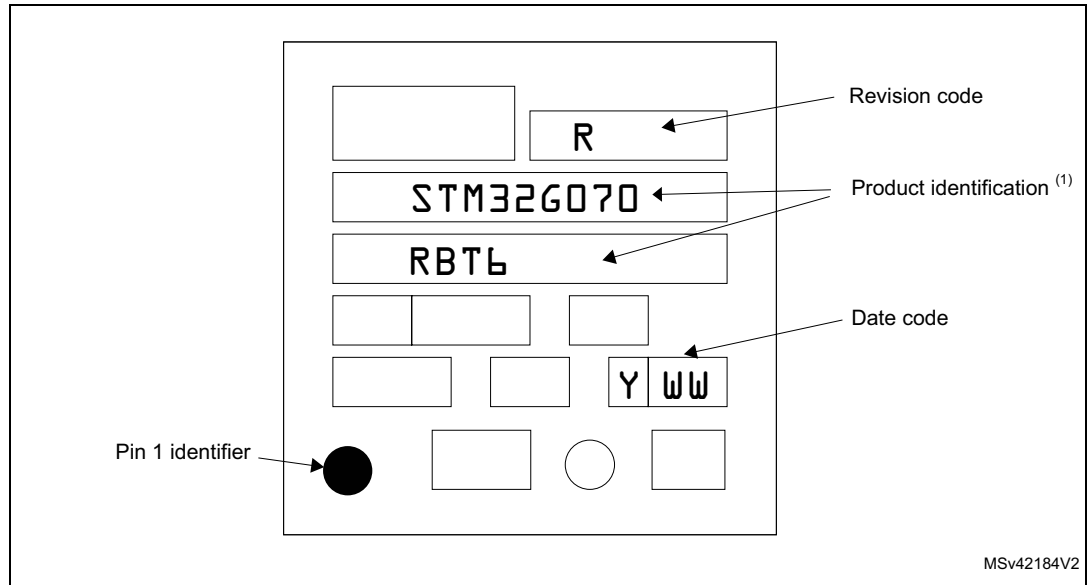 Revision code
R
Product identification (1)
STM32G070
RBT6
Date code
Y WW
Pin 1 identifier
MSv42184V2